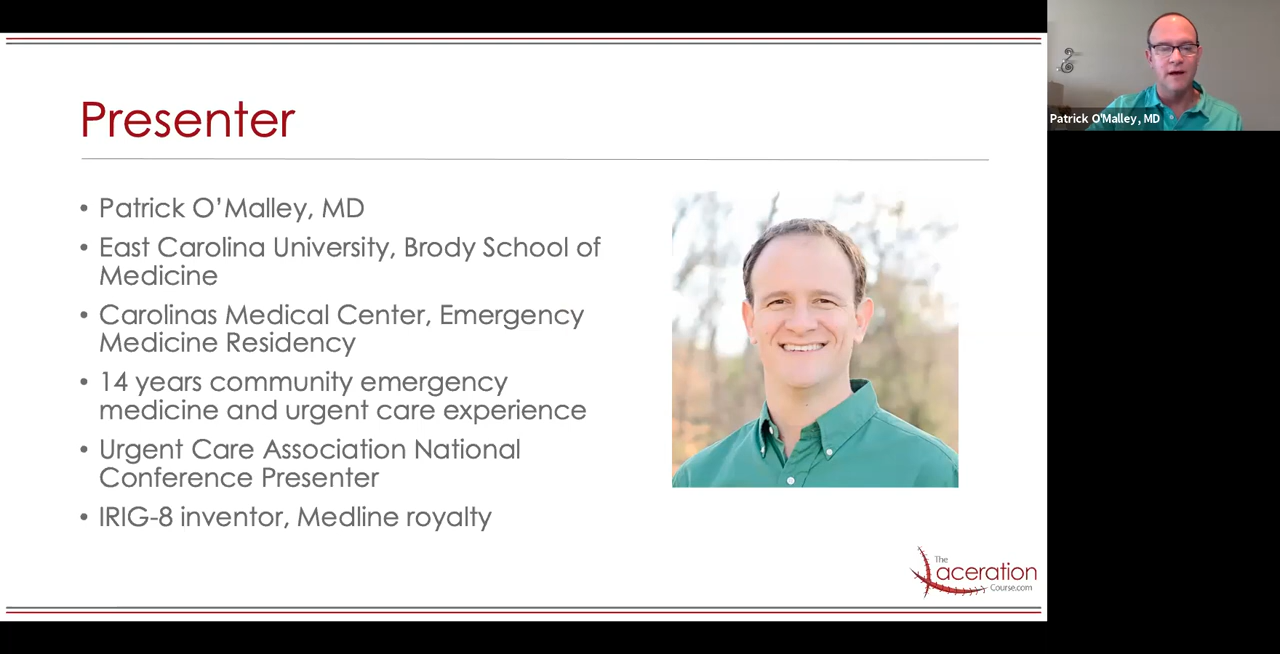 Presenter
• Patrick O’Malley, MD
• East Carolina University, Brody School of
Medicine
• Carolinas Medical Center, Emergency
Medicine Residency
• 14 years community emergency
medicine and urgent care experience
• Urgent Care Association National
Conference Presenter
• IRIG-8 inventor, Medline royalty
The
Laceration
Course.com
Patrick O'Malley, MD